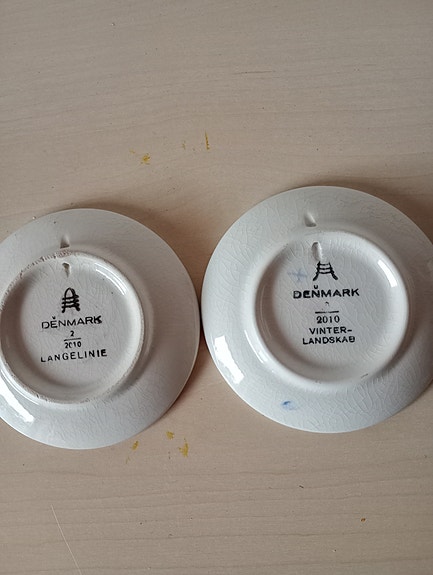 DENMARK
2
2010
LANGELINIE
DENMARK
2010
VINTER-
LANDSKAB